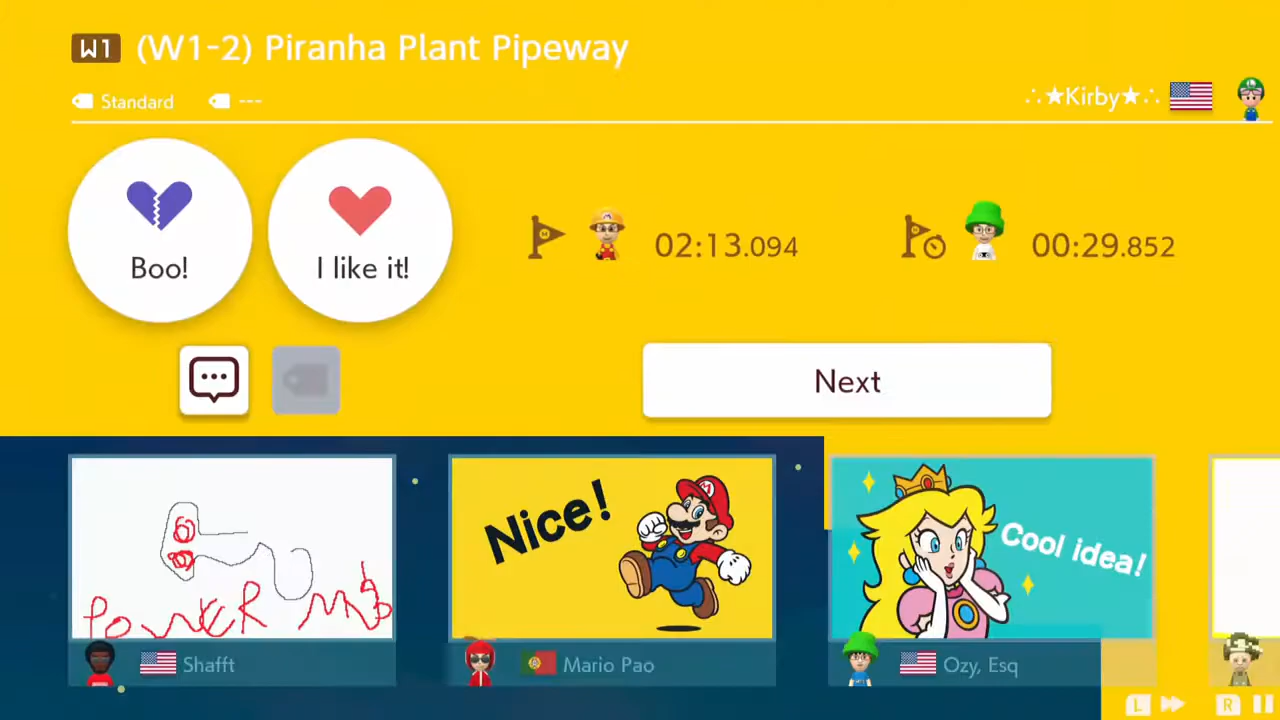 W1 (W1-2) Piranha Plant Pipeway
Standard ---
∴★Kirby★∴
Boo!
I like it!
02:13.094
00:29.852
Next
POWER
Nice!
Cool idea!
Shafft
Mario Pao
Ozy, Esq
L R